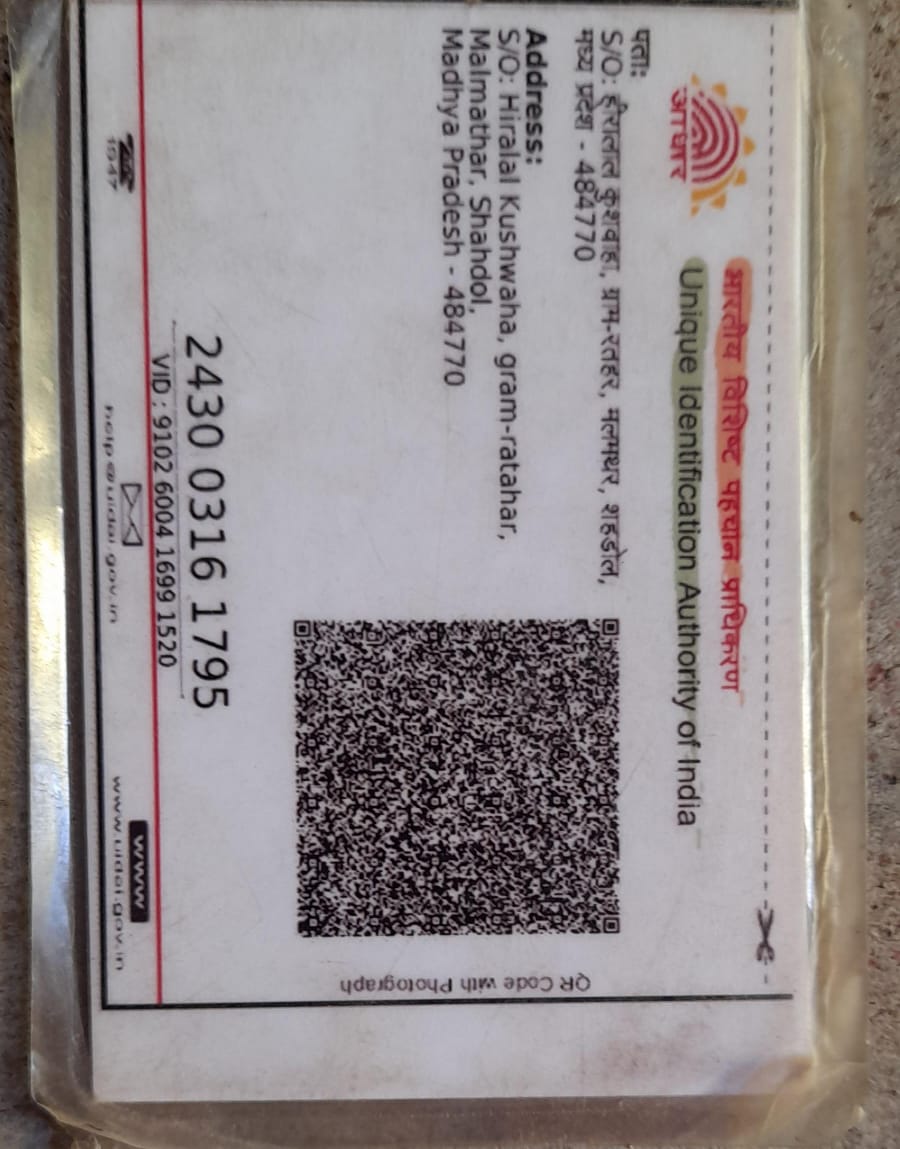 आधार
भारतीय विशिष्ट पहचान प्राधिकरण
Unique Identification Authority of India
पता:
S/O: हीरालाल कुशवाहा, ग्राम-रतहर, मलमथर, शहडोल,
मध्य प्रदेश - 484770
Address:
S/O: Hiralal Kushwaha, gram-ratahar,
Malmathar, Shahdol,
Madhya Pradesh - 484770
QR Code with Photograph
2430 0316 1795
VID : 9102 6004 1699 1520
1947
help@uidai.gov.in
www
www.uidai.gov.in